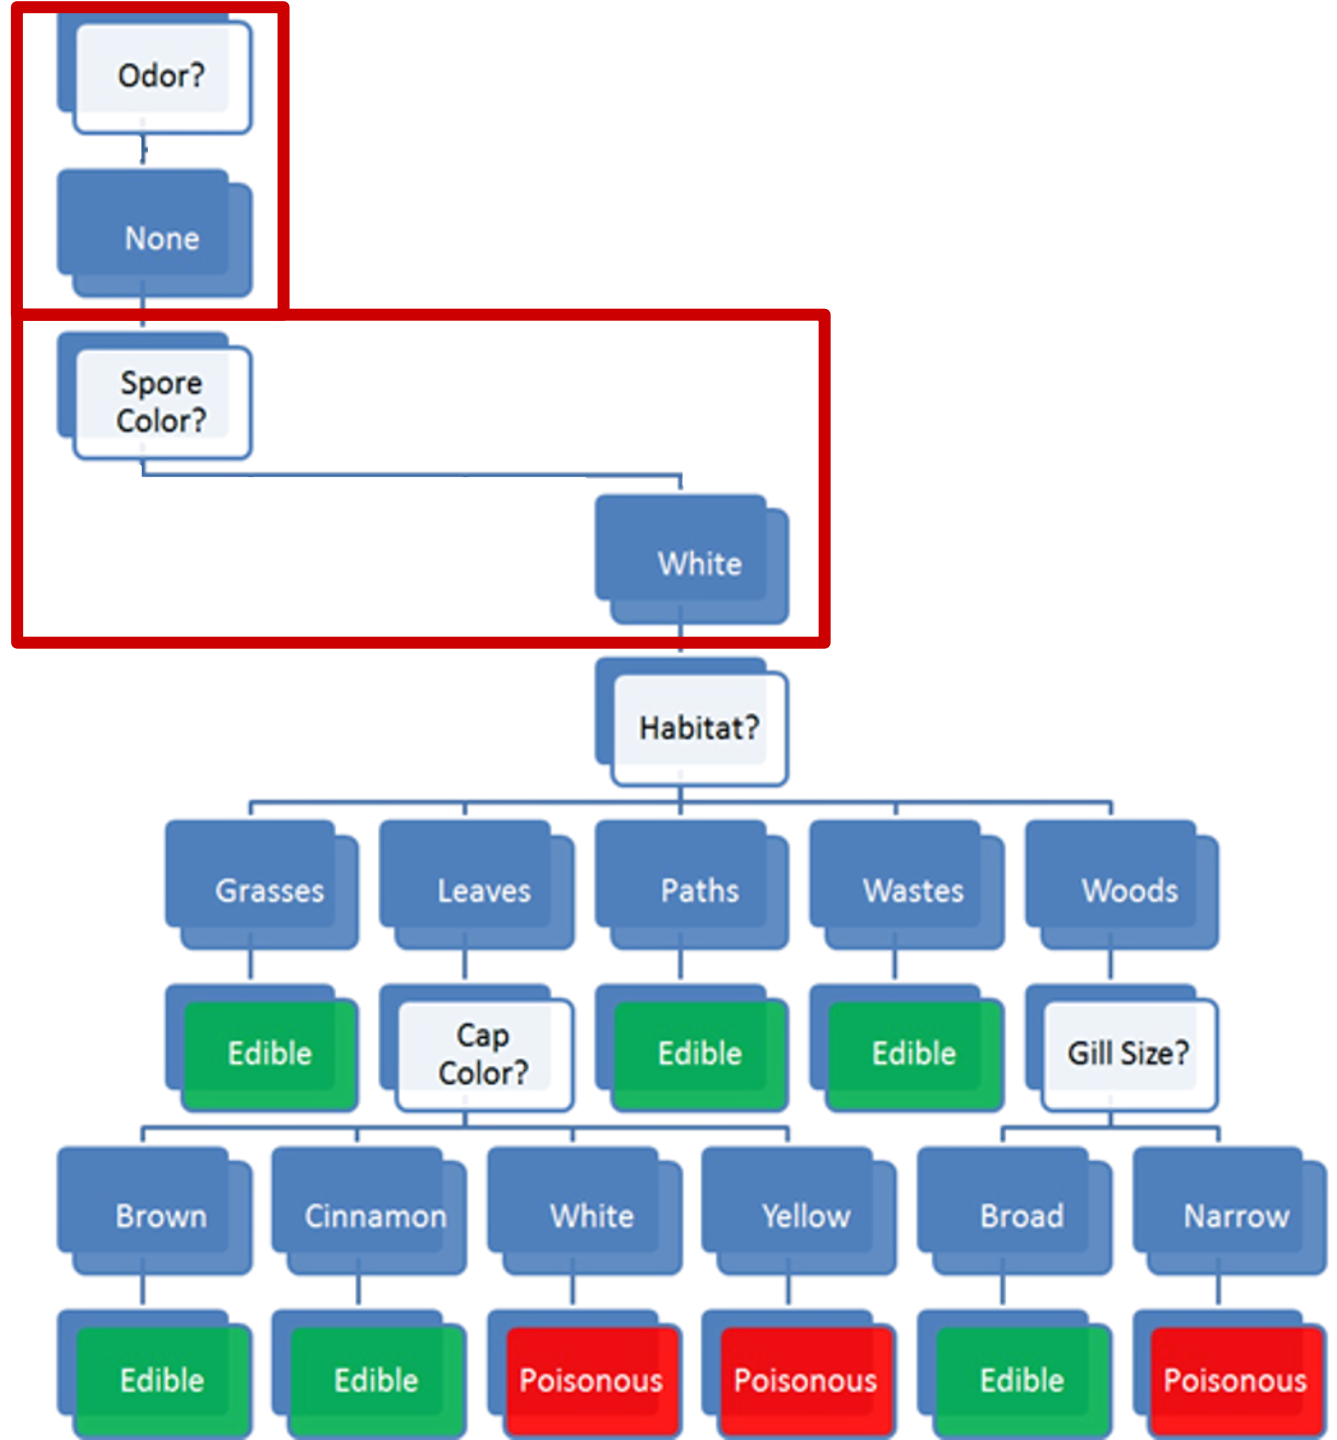 Odor?
None
Spore
Color?
White
Habitat?
Grasses
Leaves
Paths
Wastes
Woods
Edible
Cap
Color?
Edible
Edible
Gill Size?
Brown
Cinnamon
White
Yellow
Broad
Narrow
Edible
Edible
Poisonous
Poisonous
Edible
Poisonous